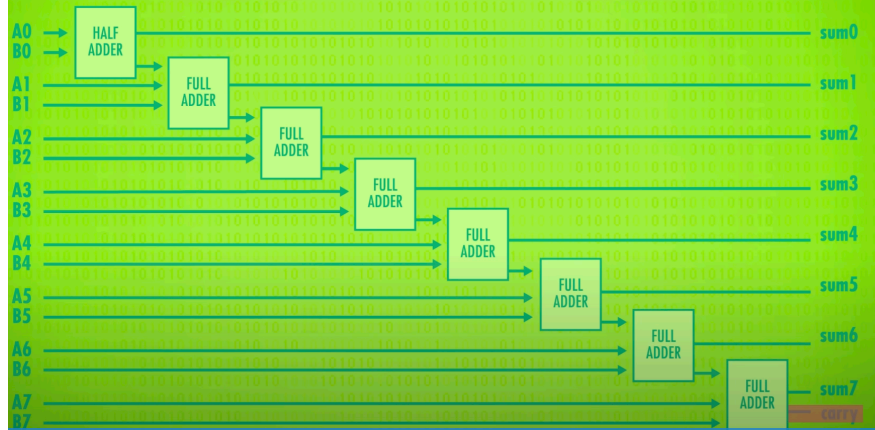 A0
B0
HALF
ADDER
sum0
A1
B1
FULL
ADDER
sum1
A2
B2
FULL
ADDER
sum2
A3
B3
FULL
ADDER
sum3
A4
B4
FULL
ADDER
sum4
A5
B5
FULL
ADDER
sum5
A6
B6
FULL
ADDER
sum6
A7
B7
FULL
ADDER
sum7
carry